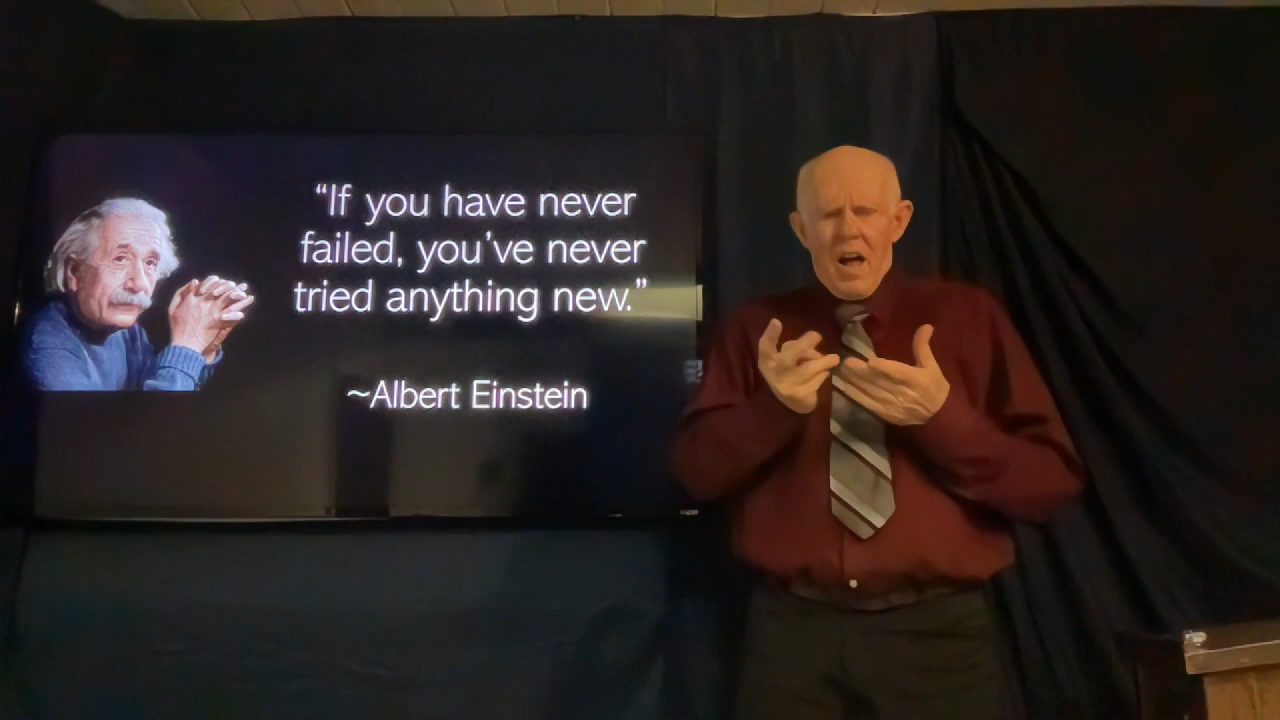 “If you have never
failed, you’ve never
tried anything new.”
~Albert Einstein